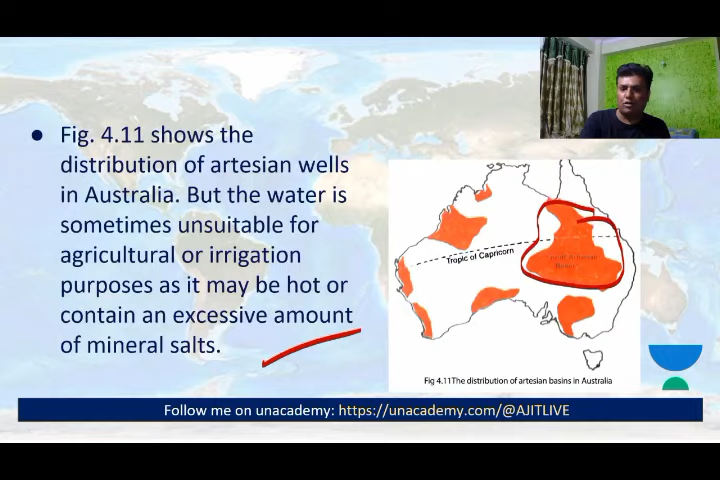 Fig. 4.11 shows the
distribution of artesian wells
in Australia. But the water is
sometimes unsuitable for
agricultural or irrigation
purposes as it may be hot or
contain an excessive amount
of mineral salts.
Tropic of Capricorn
Artesian
Fig 4.11The distribution of artesian basins in Australia
Follow me on unacademy: https://unacademy.com/@AJITLIVE